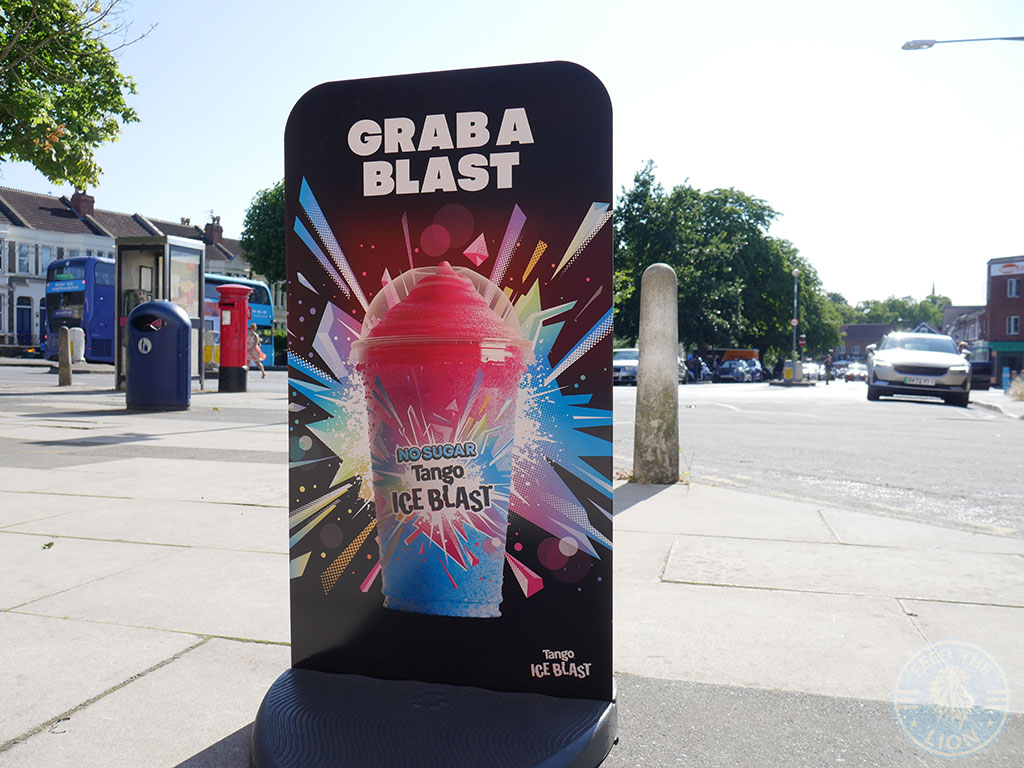 GRAB A
BLAST
NO SUGAR
Tango
ICE BLAST
Tango
ICE BLAST
FEED THE
LION